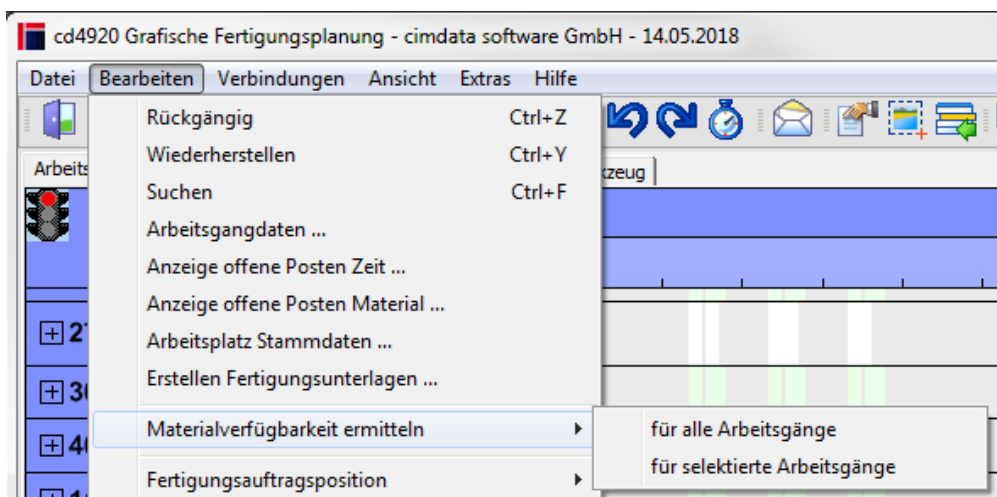 cd4920 Grafische Fertigungsplanung - cimdata software GmbH - 14.05.2018
Datei Bearbeiten Verbindungen Ansicht Extras Hilfe
Rückgängig Ctrl+Z
Wiederherstellen Ctrl+Y
Suchen Ctrl+F
Arbeitsgangdaten ...
Anzeige offene Posten Zeit ...
Anzeige offene Posten Material ...
Arbeitsplatz Stammdaten ...
Erstellen Fertigungsunterlagen ...
Materialverfügbarkeit ermitteln
für alle Arbeitsgänge
für selektierte Arbeitsgänge
Fertigungsauftragsposition